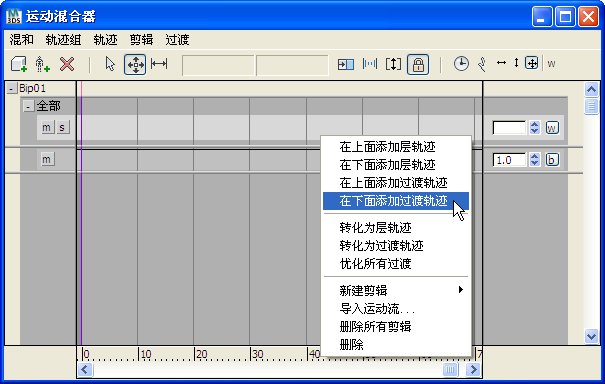 M
3DS 运动混合器
混和 轨迹组 轨迹 剪辑 过渡
w
Bip01
全部
m s w
m 1.0 b
在上面添加层轨迹
在下面添加层轨迹
在上面添加过渡轨迹
在下面添加过渡轨迹
转化为层轨迹
转化为过渡轨迹
优化所有过渡
新建剪辑
导入运动流...
删除所有剪辑
删除
0 10 20 30 40 7